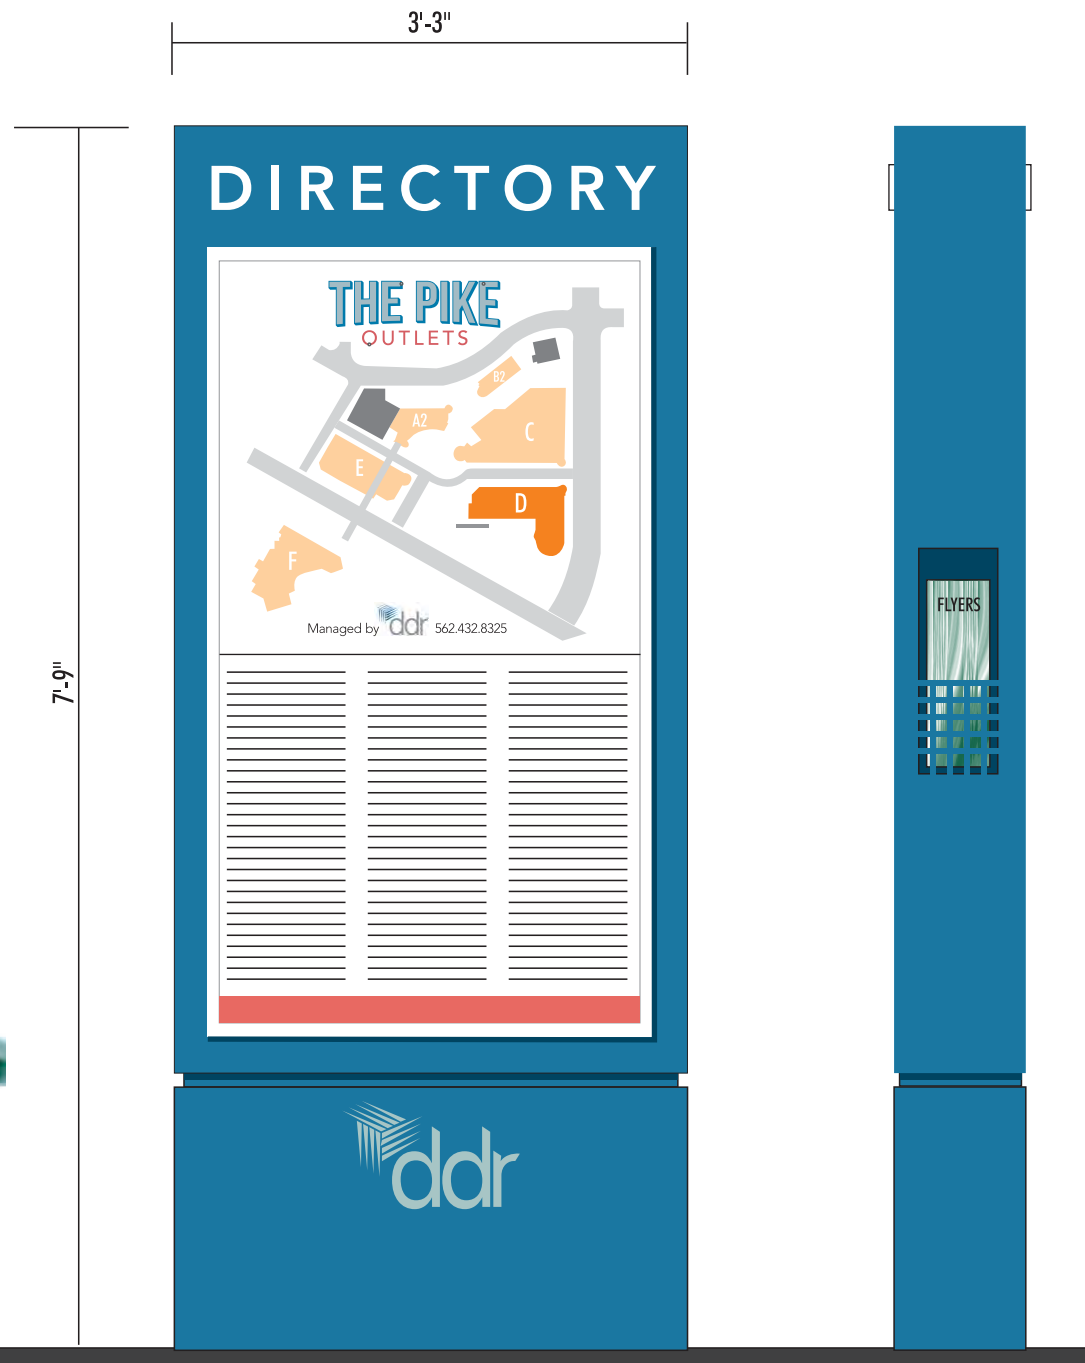 3'-3"
DIRECTORY
THE PIKE
OUTLETS
B2
A2
C
E
D
F
Managed by ddr 562.432.8325
7'-9"
FLYERS
ddr